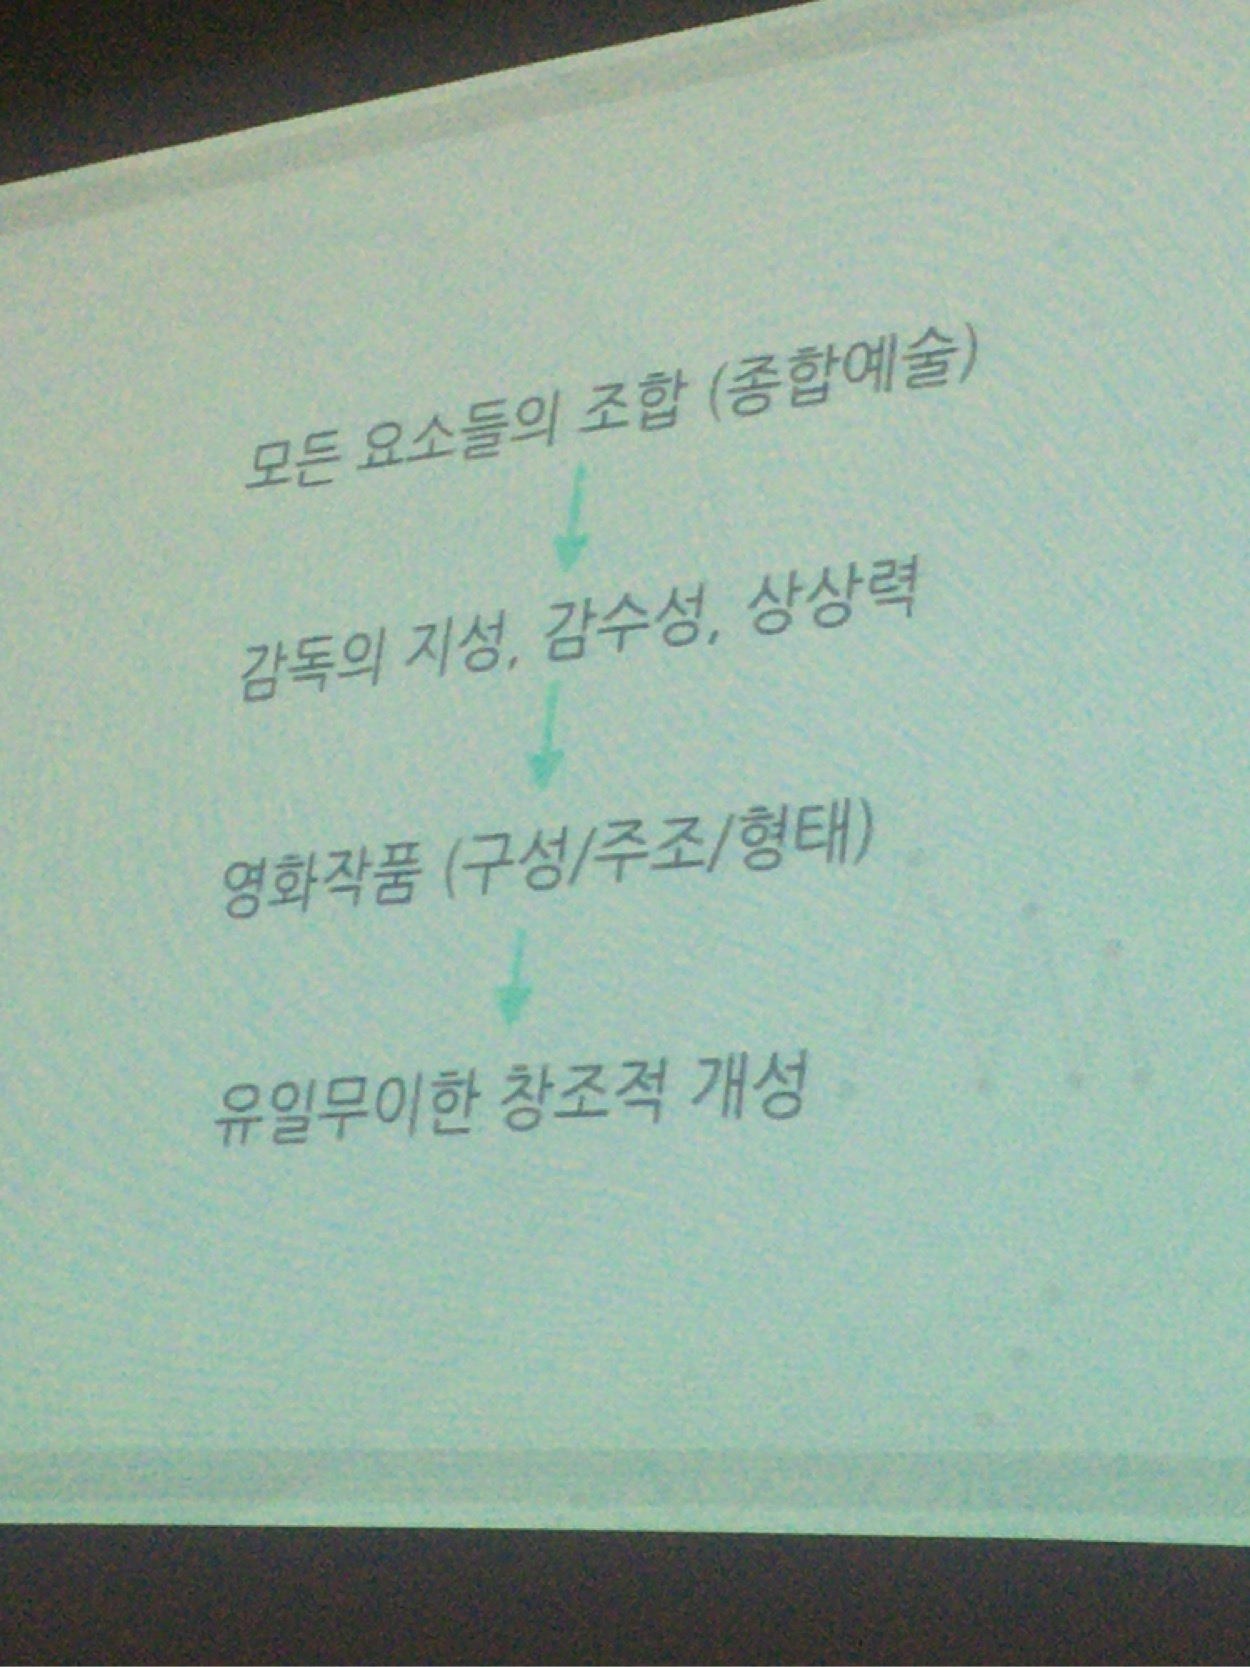 모든 요소들의 조합 (종합예술)
감독의 지성, 감수성, 상상력
영화작품 (구성/주조/형태)
유일무이한 창조적 개성